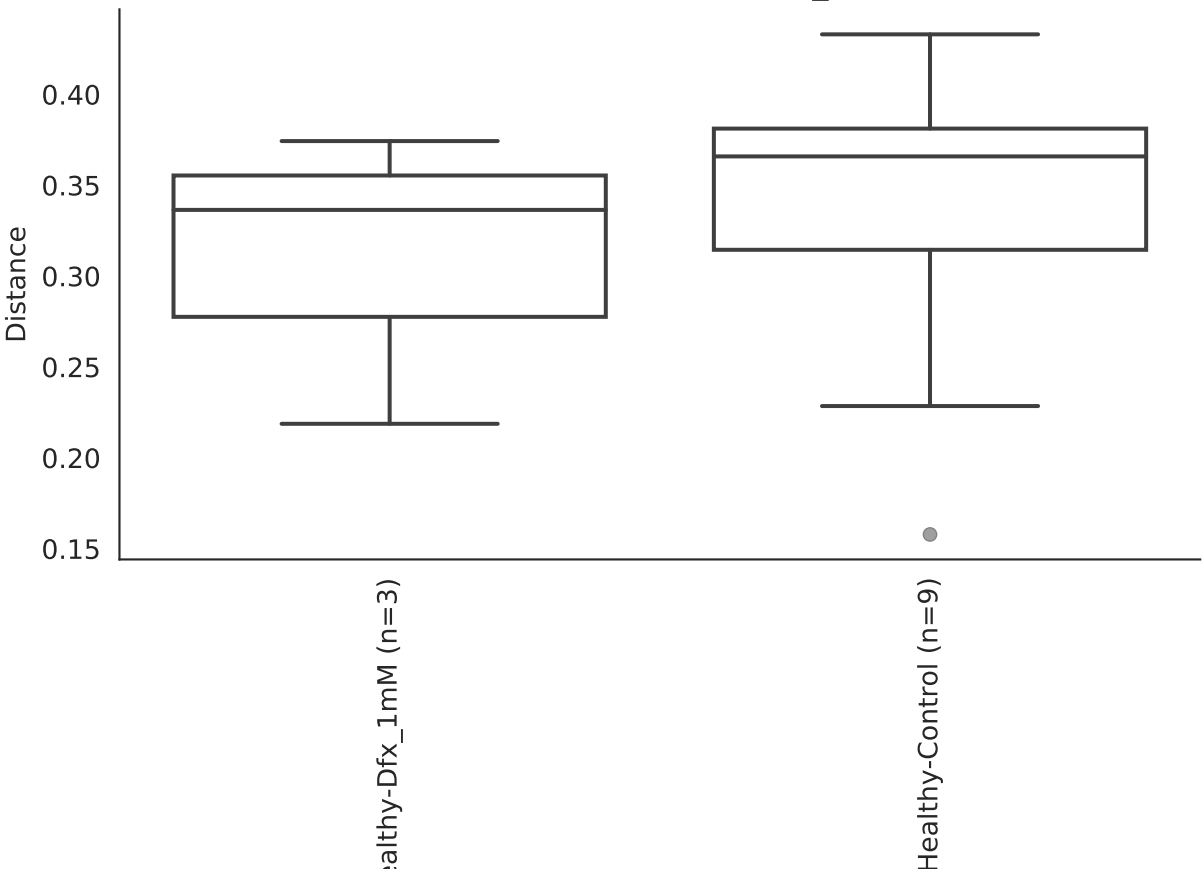 Distance
0.40
0.35
0.30
0.25
0.20
0.15
ealthy-Dfx_1mM (n=3)
Healthy-Control (n=9)